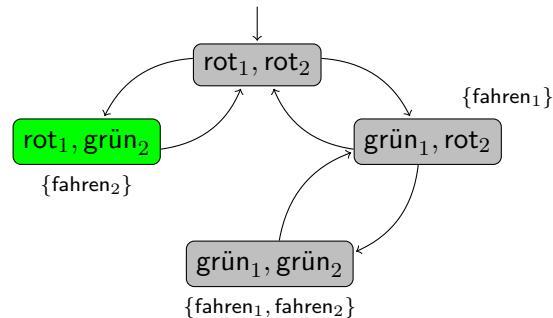 rot₁, rot₂
{fahren₁}
rot₁, grün₂
grün₁, rot₂
{fahren₂}
grün₁, grün₂
{fahren₁, fahren₂}